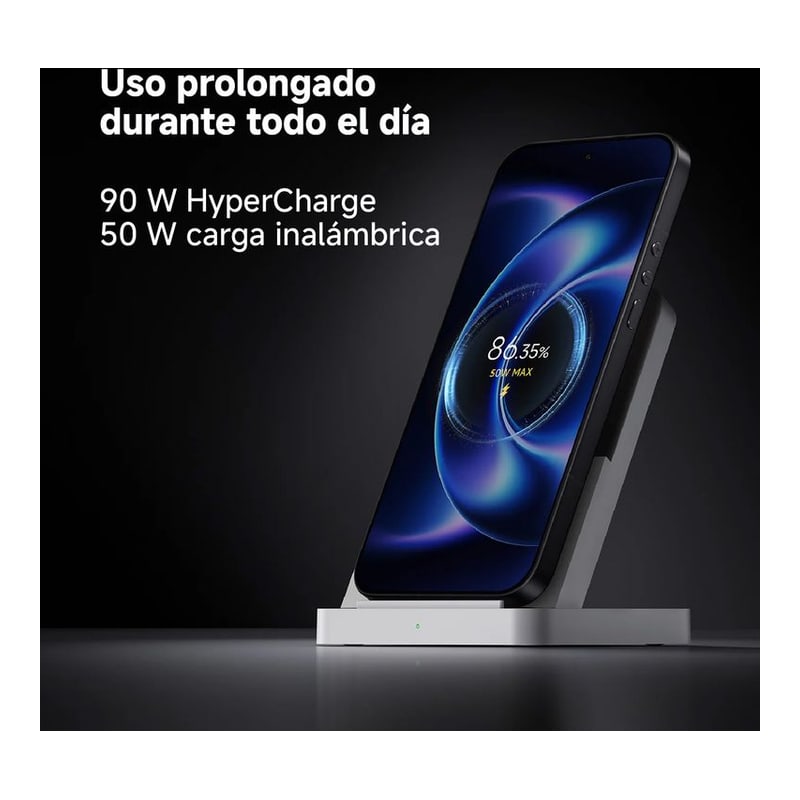 Uso prolongado
durante todo el día
90 W HyperCharge
50 W carga inalámbrica
86.35%
50W MAX